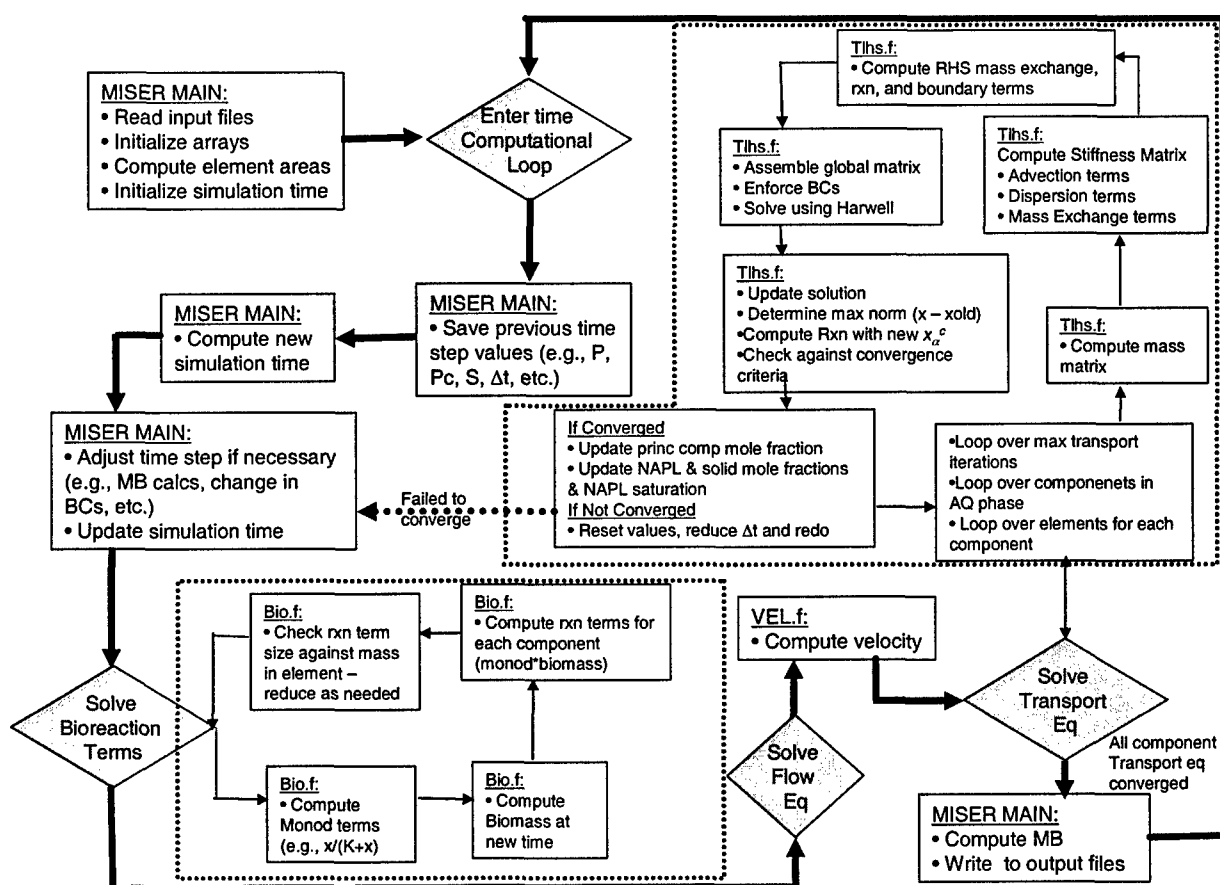 MISER MAIN:
• Read input files
• Initialize arrays
• Compute element areas
• Initialize simulation time
Enter time
Computational
Loop
Tlhs.f:
• Compute RHS mass exchange,
rxn, and boundary terms
Tlhs.f:
• Assemble global matrix
• Enforce BCs
• Solve using Harwell
Tlhs.f:
Compute Stiffness Matrix
• Advection terms
• Dispersion terms
• Mass Exchange terms
MISER MAIN:
• Compute new
simulation time
MISER MAIN:
• Save previous time
step values (e.g., P,
Pc, S, Δt, etc.)
Tlhs.f:
• Update solution
• Determine max norm (x – xold)
•Compute Rxn with new xαc
•Check against convergence
criteria
Tlhs.f:
• Compute mass
matrix
MISER MAIN:
• Adjust time step if necessary
(e.g., MB calcs, change in
BCs, etc.)
• Update simulation time
Failed to
converge
If Converged
• Update princ comp mole fraction
• Update NAPL & solid mole fractions
& NAPL saturation
If Not Converged
• Reset values, reduce Δt and redo
•Loop over max transport
iterations
•Loop over componenets in
AQ phase
• Loop over elements for each
component
Solve
Bioreaction
Terms
Bio.f:
• Check rxn term
size against mass
in element –
reduce as needed
Bio.f:
• Compute rxn terms for
each component
(monod*biomass)
Bio.f:
• Compute
Monod terms
(e.g., x/(K+x)
Bio.f:
• Compute
Biomass at
new time
VEL.f:
• Compute velocity
Solve
Flow
Eq
Solve
Transport
Eq
All component
Transport eq
converged
MISER MAIN:
• Compute MB
• Write to output files